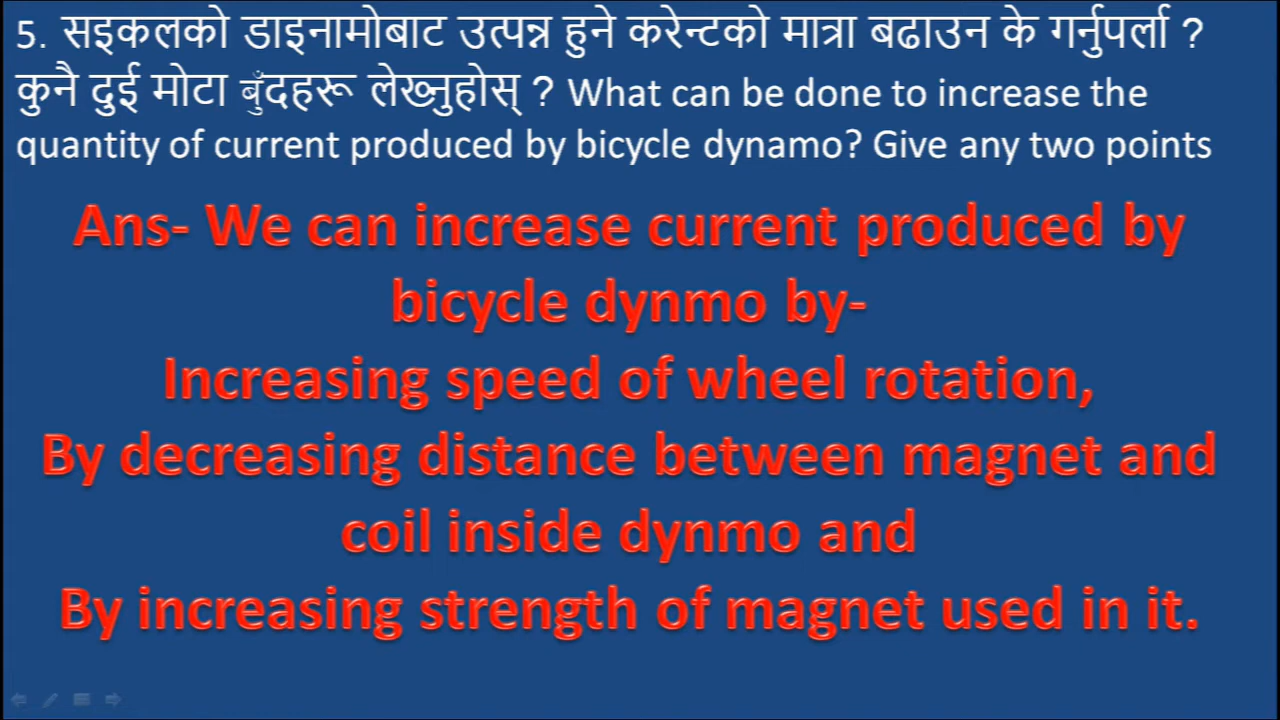 5. सइकलको डाइनामोबाट उत्पन्न हुने करेन्टको मात्रा बढाउन के गर्नुपर्ला ?
कुनै दुई मोटा बुँदहरू लेख्नुहोस् ? What can be done to increase the
quantity of current produced by bicycle dynamo? Give any two points
Ans- We can increase current produced by
bicycle dynmo by-
Increasing speed of wheel rotation,
By decreasing distance between magnet and
coil inside dynmo and
By increasing strength of magnet used in it.